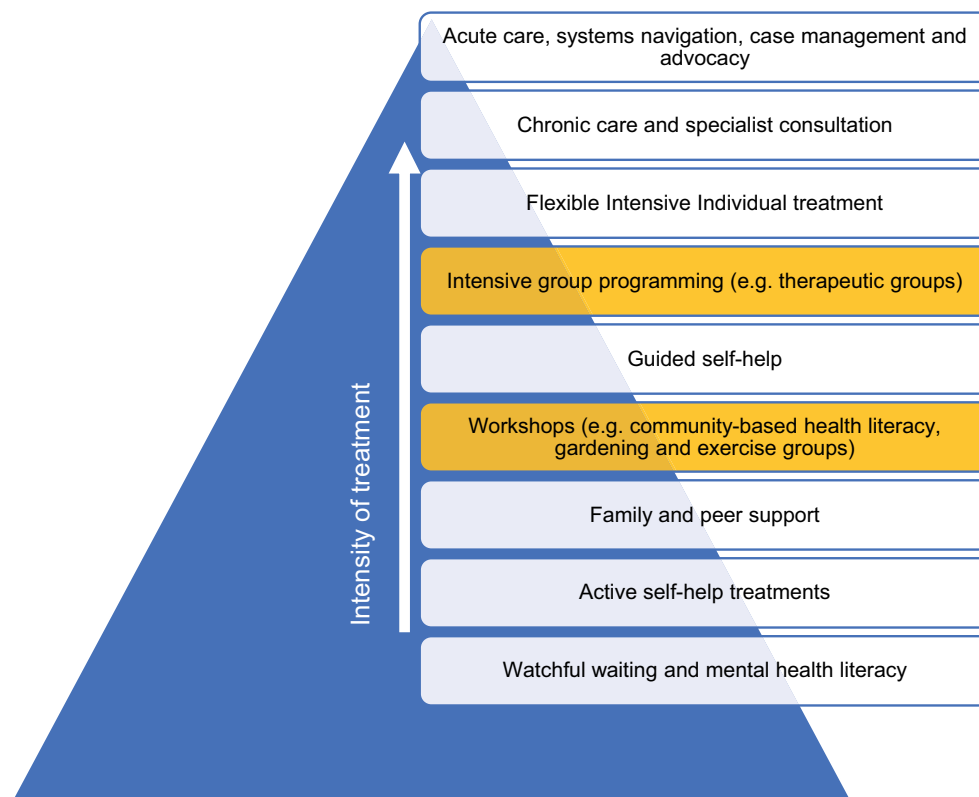 Acute care, systems navigation, case management and
advocacy
Chronic care and specialist consultation
Flexible Intensive Individual treatment
Intensive group programming (e.g. therapeutic groups)
Guided self-help
Workshops (e.g. community-based health literacy,
gardening and exercise groups)
Family and peer support
Active self-help treatments
Watchful waiting and mental health literacy
Intensity of treatment